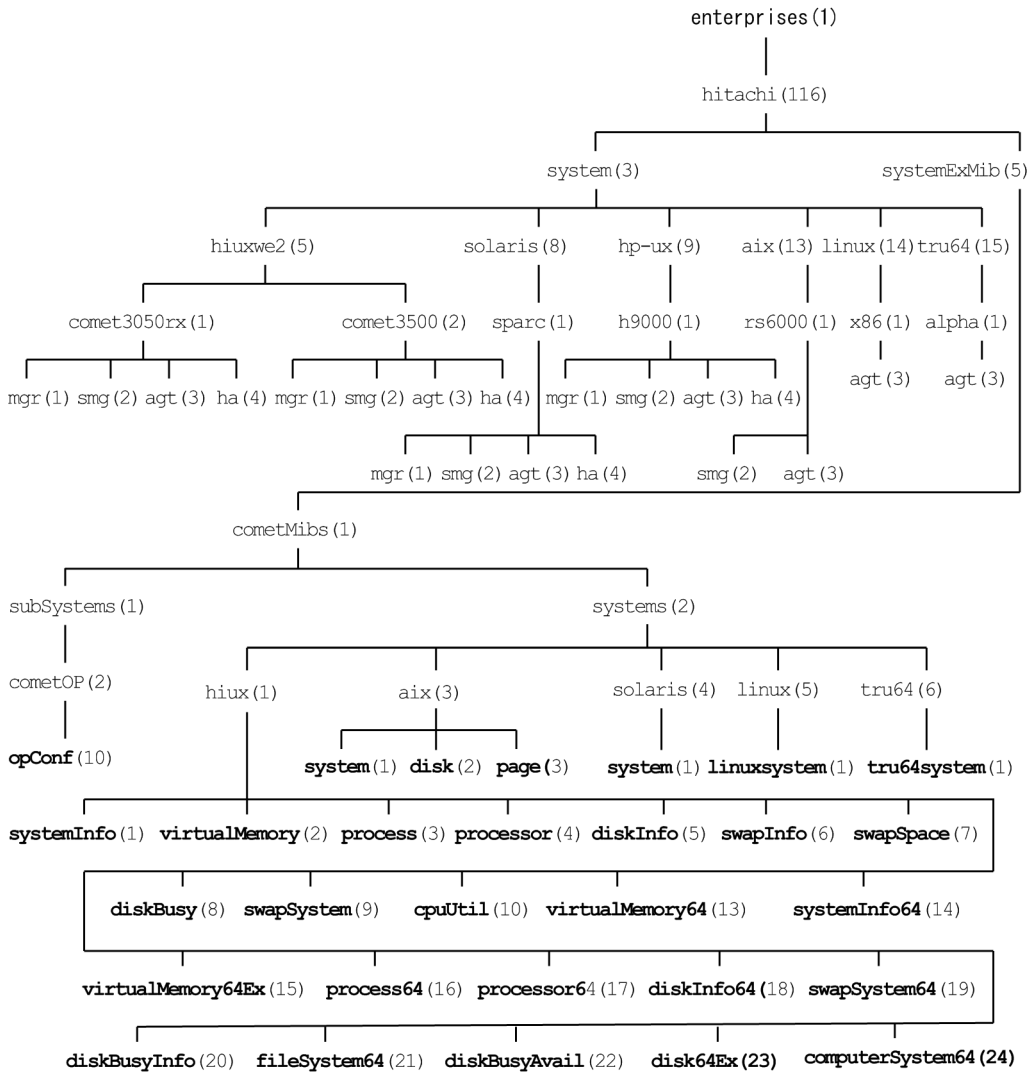 enterprises(1)
hitachi(116)
system(3) systemExMib(5)
hiuxwe2(5) solaris(8) hp-ux(9) aix(13) linux(14) tru64(15)
comet3050rx(1) comet3500(2) sparc(1) h9000(1) rs6000(1) x86(1) alpha(1)
agt(3) agt(3)
mgr(1) smg(2) agt(3) ha(4) mgr(1) smg(2) agt(3) ha(4) mgr(1) smg(2) agt(3) ha(4)
mgr(1) smg(2) agt(3) ha(4) smg(2) agt(3)
cometMibs(1)
subSystems(1) systems(2)
cometOP(2) hiux(1) aix(3) solaris(4) linux(5) tru64(6)
opConf(10) system(1) disk(2) page(3) system(1) linuxsystem(1) tru64system(1)
systemInfo(1) virtualMemory(2) process(3) processor(4) diskInfo(5) swapInfo(6) swapSpace(7)
diskBusy(8) swapSystem(9) cpuUtil(10) virtualMemory64(13) systemInfo64(14)
virtualMemory64Ex(15) process64(16) processor64(17) diskInfo64(18) swapSystem64(19)
diskBusyInfo(20) fileSystem64(21) diskBusyAvail(22) disk64Ex(23) computerSystem64(24)